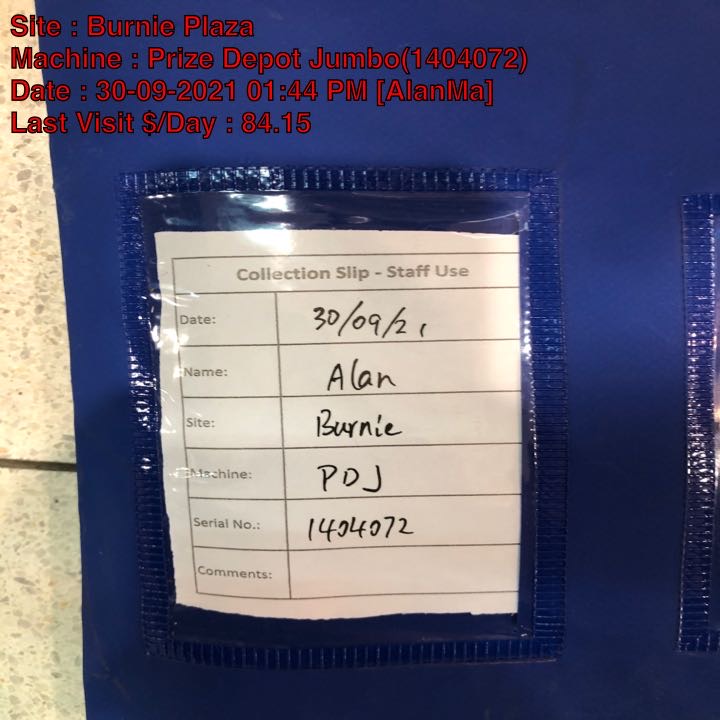 Site : Burnie Plaza
Machine : Prize Depot Jumbo(1404072)
Date : 30-09-2021 01:44 PM [AlanMa]
Last Visit $/Day : 84.15
Collection Slip - Staff Use
Date: 30/09/21
Name: Alan
Site: Burnie
Machine: PDJ
Serial No.: 1404072
Comments: